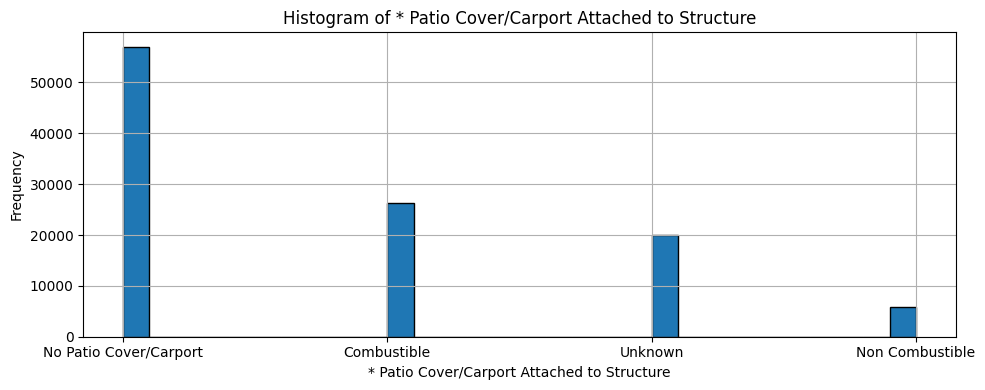 Histogram of * Patio Cover/Carport Attached to Structure
Frequency
50000
40000
30000
20000
10000
0
No Patio Cover/Carport Combustible Unknown Non Combustible
* Patio Cover/Carport Attached to Structure